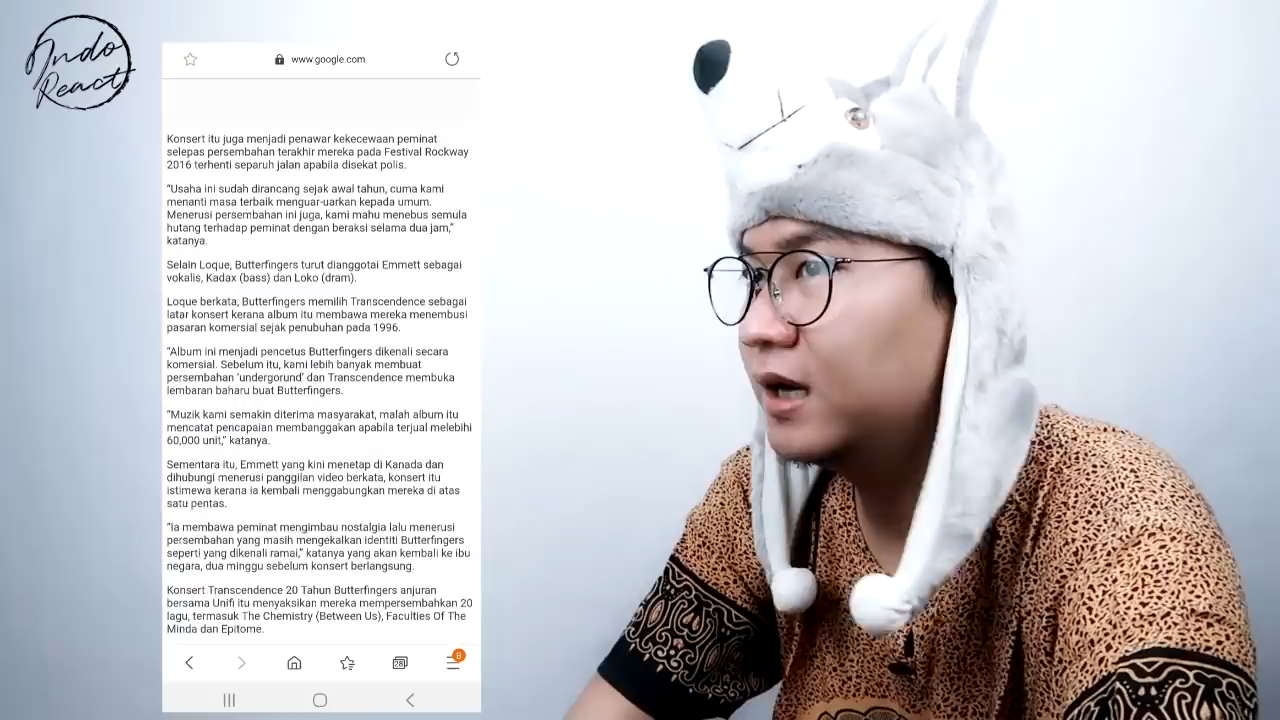 Indo
React
www.google.com
Konsert itu juga menjadi penawar kekecewaan peminat
selepas persembahan terakhir mereka pada Festival Rockway
2016 terhenti separuh jalan apabila disekat polis.
“Usaha ini sudah dirancang sejak awal tahun, cuma kami
menanti masa terbaik menguar-uarkan kepada umum.
Menerusi persembahan ini juga, kami mahu menebus semula
hutang terhadap peminat dengan beraksi selama dua jam,”
katanya.
Selain Loque, Butterfingers turut dianggotai Emmett sebagai
vokalis, Kadax (bass) dan Loko (dram).
Loque berkata, Butterfingers memilih Transcendence sebagai
latar konsert kerana album itu membawa mereka menembusi
pasaran komersial sejak penubuhan pada 1996.
“Album ini menjadi pencetus Butterfingers dikenali secara
komersial. Sebelum itu, kami lebih banyak membuat
persembahan ‘undergorund’ dan Transcendence membuka
lembaran baharu buat Butterfingers.
“Muzik kami semakin diterima masyarakat, malah album itu
mencatat pencapaian membanggakan apabila terjual melebihi
60,000 unit,” katanya.
Sementara itu, Emmett yang kini menetap di Kanada dan
dihubungi menerusi panggilan video berkata, konsert itu
istimewa kerana ia kembali menggabungkan mereka di atas
satu pentas.
“Ia membawa peminat mengimbau nostalgia lalu menerusi
persembahan yang masih mengekalkan identiti Butterfingers
seperti yang dikenali ramai,” katanya yang akan kembali ke ibu
negara, dua minggu sebelum konsert berlangsung.
Konsert Transcendence 20 Tahun Butterfingers anjuran
bersama Unifi itu menyaksikan mereka mempersembahkan 20
lagu, termasuk The Chemistry (Between Us), Faculties Of The
Minda dan Epitome.
28
8